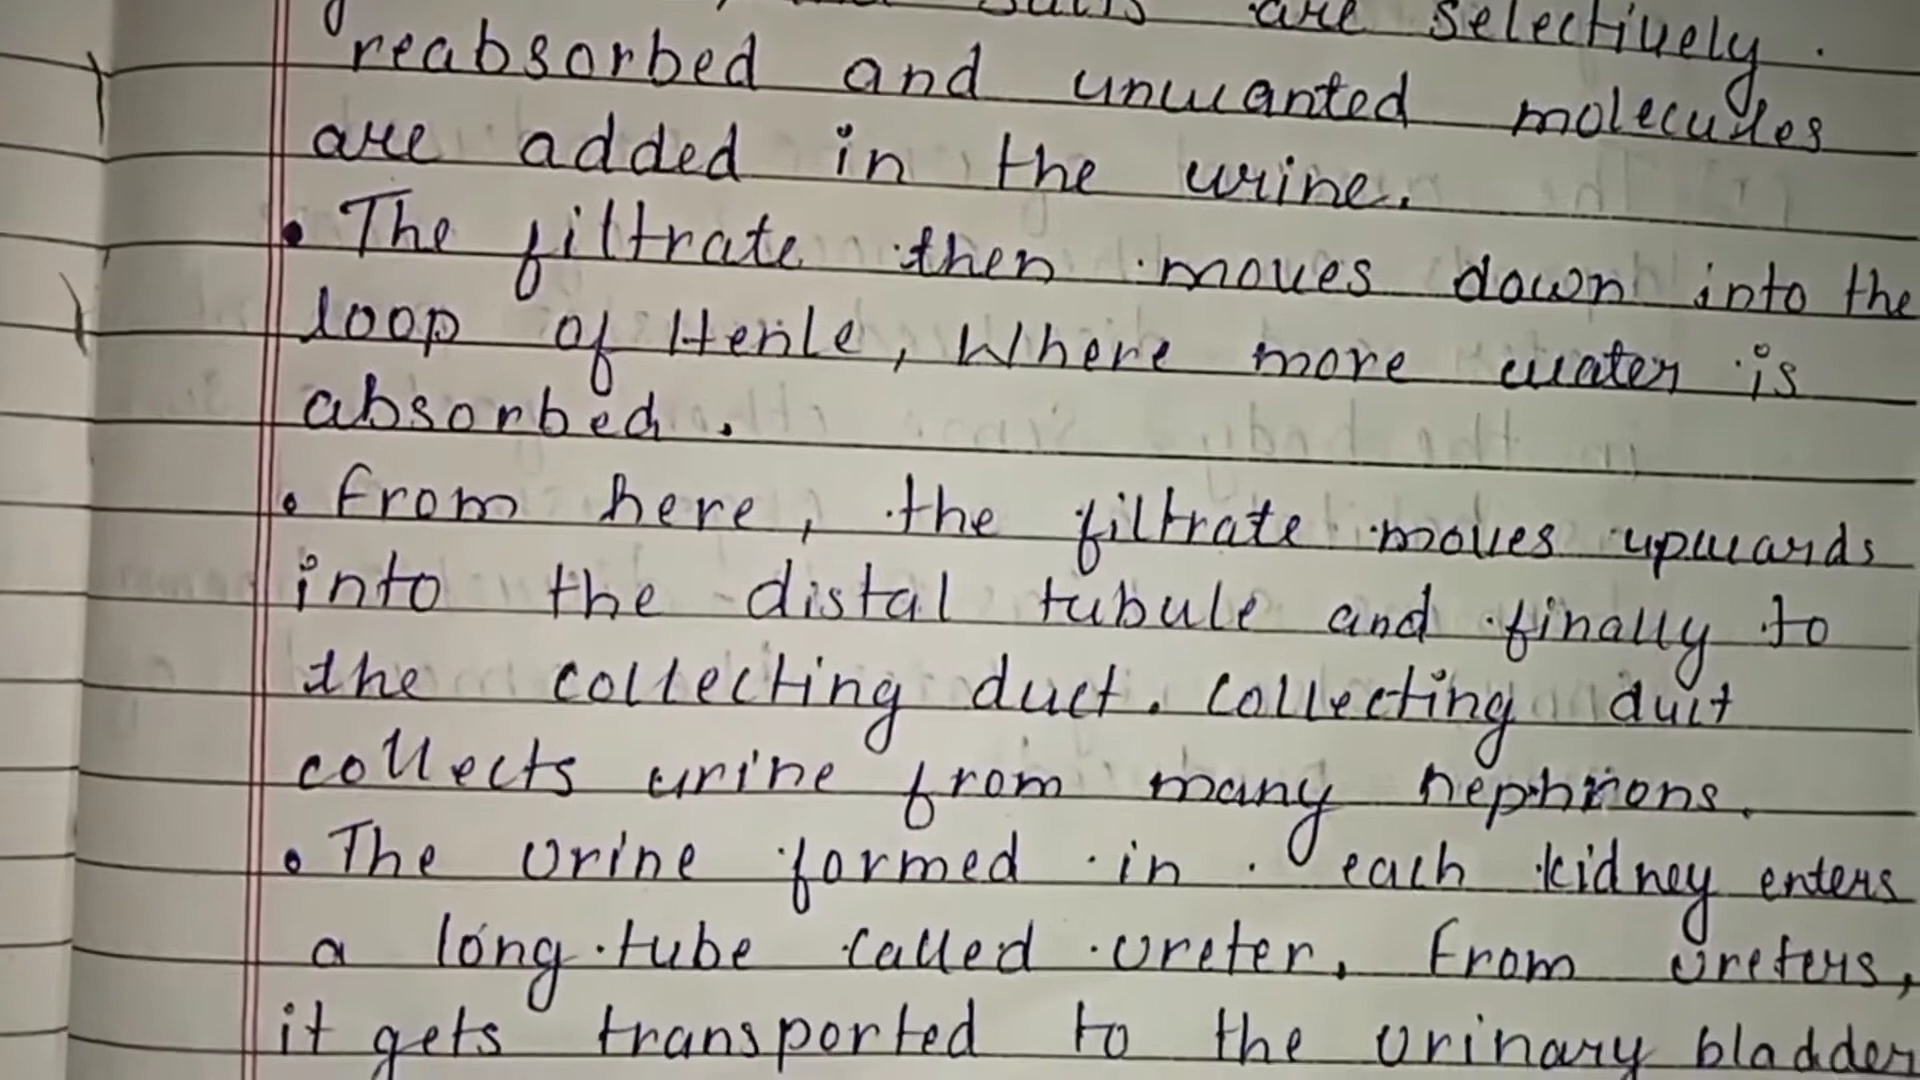 salts are selectively
reabsorbed and unwanted molecules
are added in the urine.
• The filtrate then moves down into the
loop of Henle, Where more water is
absorbed.
• From here, the filtrate moves upwards
into the distal tubule and finally to
the collecting duct. Collecting duct
collects urine from many nephrons.
• The urine formed in each kidney enters
a long tube called ureter. From ureters,
it gets transported to the urinary bladder